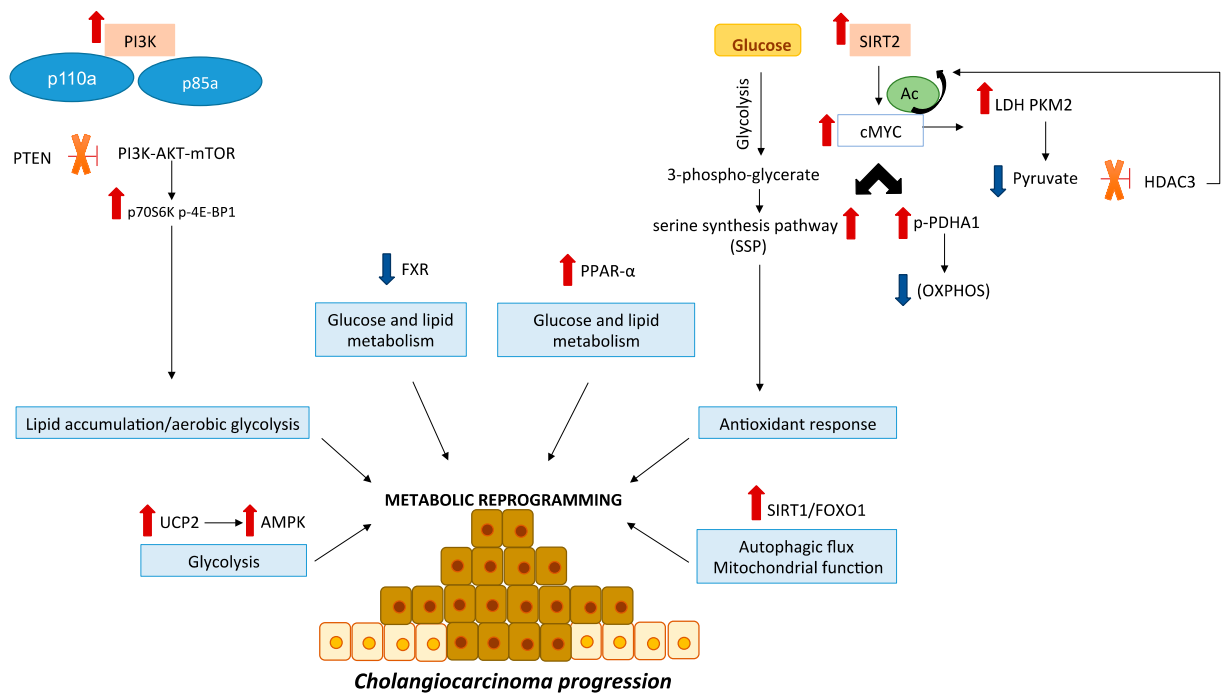 PI3K
p110a
p85a
PTEN
PI3K-AKT-mTOR
p70S6K p-4E-BP1
Lipid accumulation/aerobic glycolysis
FXR
Glucose and lipid
metabolism
PPAR-α
Glucose and lipid
metabolism
Glucose
Glycolysis
3-phospho-glycerate
serine synthesis pathway
(SSP)
SIRT2
Ac
cMYC
LDH PKM2
Pyruvate
HDAC3
p-PDHA1
(OXPHOS)
Antioxidant response
METABOLIC REPROGRAMMING
UCP2
AMPK
Glycolysis
SIRT1/FOXO1
Autophagic flux
Mitochondrial function
Cholangiocarcinoma progression